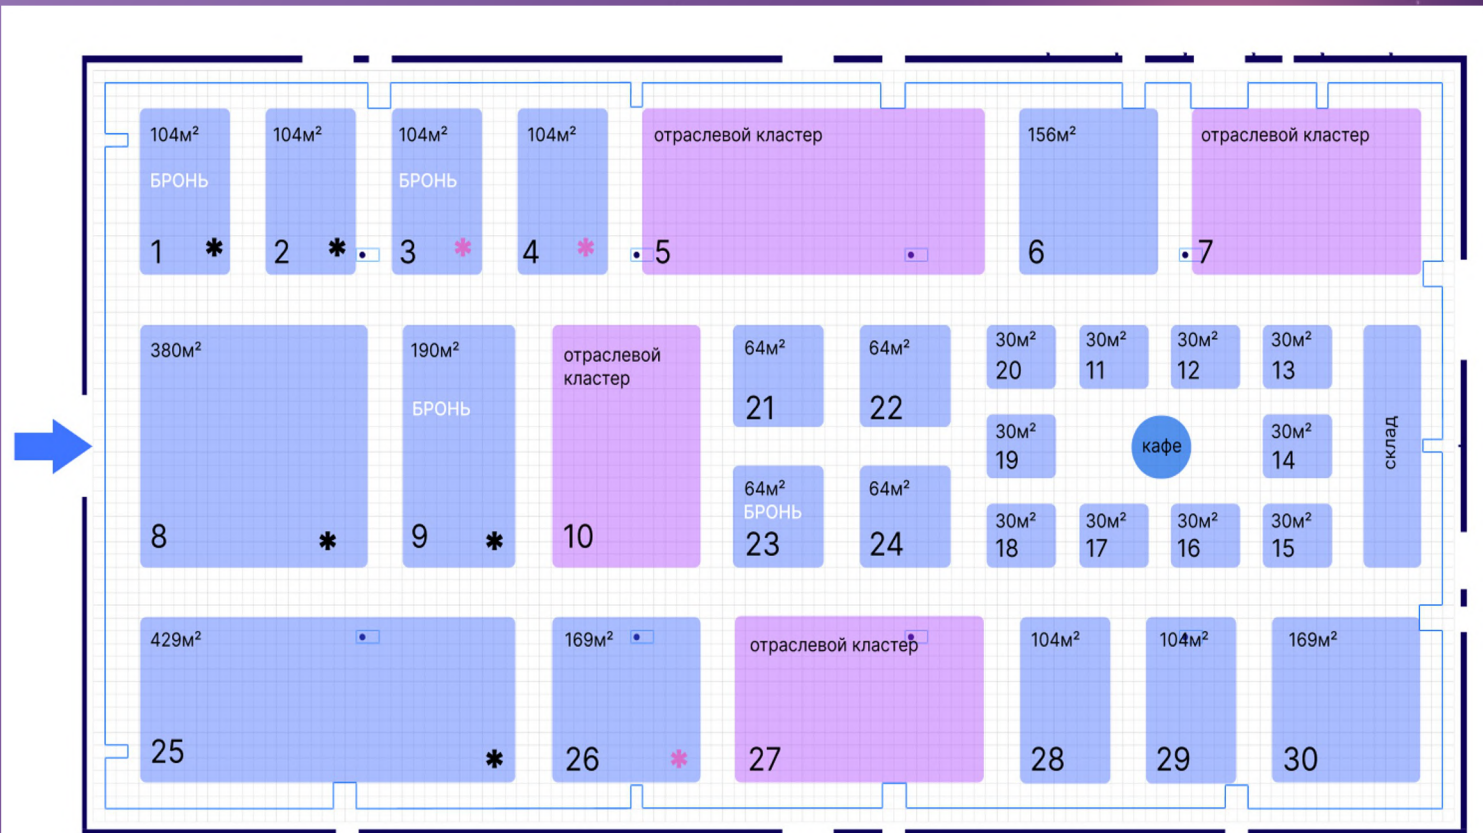 104м²
БРОНЬ
1 *
104м²
2 *
104м²
БРОНЬ
3 *
104м²
4 *
отраслевой кластер
5
156м²
6
отраслевой кластер
7
380м²
8 *
190м²
БРОНЬ
9 *
отраслевой
кластер
10
64м²
21
64м²
22
64м²
БРОНЬ
23
64м²
24
30м²
20
30м²
11
30м²
12
30м²
13
30м²
19
кафе
30м²
14
30м²
18
30м²
17
30м²
16
30м²
15
склад
429м²
25 *
169м²
26 *
отраслевой кластер
27
104м²
28
104м²
29
169м²
30